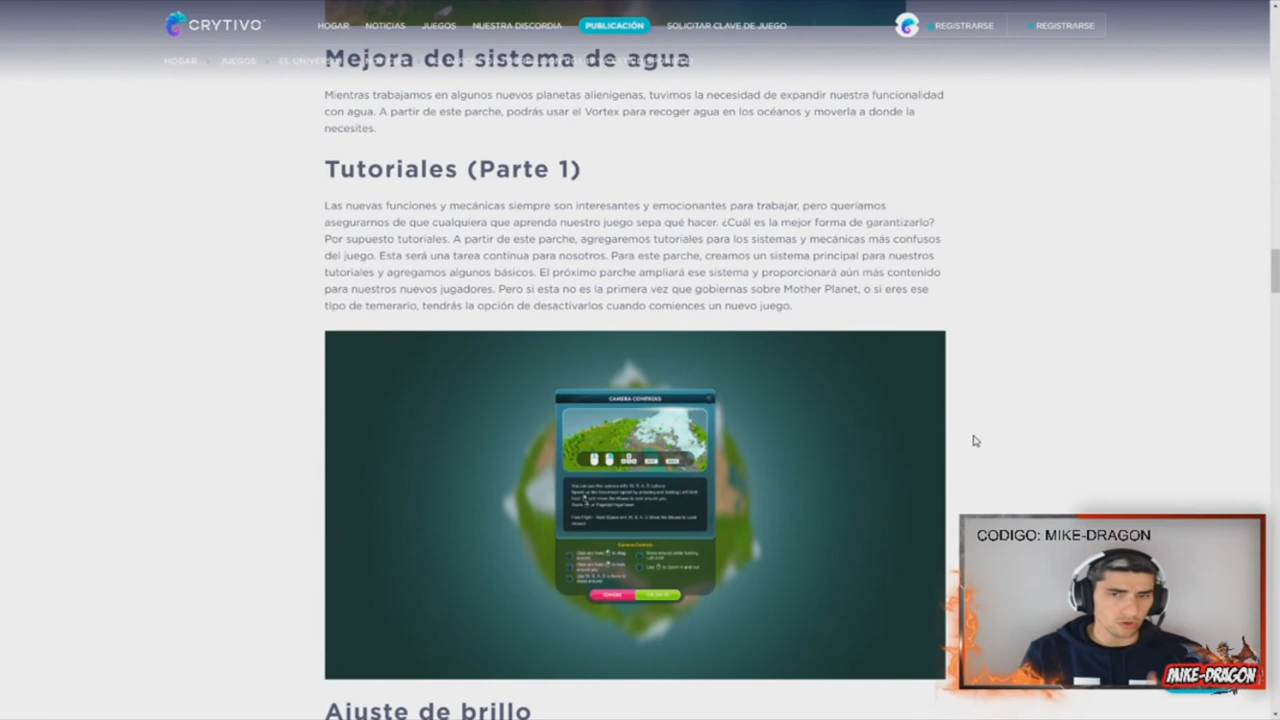 CRYTIVO
HOGAR NOTICIAS JUEGOS NUESTRA DISCORDIA PUBLICACIÓN SOLICITAR CLAVE DE JUEGO REGISTRARSE REGISTRARSE
Mejora del sistema de agua
HOGAR JUEGOS
Mientras trabajamos en algunos nuevos planetas alienígenas, tuvimos la necesidad de expandir nuestra funcionalidad
con agua. A partir de este parche, podrás usar el Vortex para recoger agua en los océanos y moverla a donde la
necesites.
Tutoriales (Parte 1)
Las nuevas funciones y mecánicas siempre son interesantes y emocionantes para trabajar, pero queríamos
asegurarnos de que cualquiera que aprenda nuestro juego sepa qué hacer. ¿Cuál es la mejor forma de garantizarlo?
Por supuesto tutoriales. A partir de este parche, agregaremos tutoriales para los sistemas y mecánicas más confusos
del juego. Esta será una tarea continua para nosotros. Para este parche, creamos un sistema principal para nuestros
tutoriales y agregamos algunos básicos. El próximo parche ampliará ese sistema y proporcionará aún más contenido
para nuestros nuevos jugadores. Pero si esta no es la primera vez que gobiernas sobre Mother Planet, o si eres ese
tipo de temerario, tendrás la opción de desactivarlos cuando comiences un nuevo juego.
CAMERA CONTROLS
Camera Controls
CODIGO: MIKE-DRAGON
MIKE-DRAGON
Ajuste de brillo